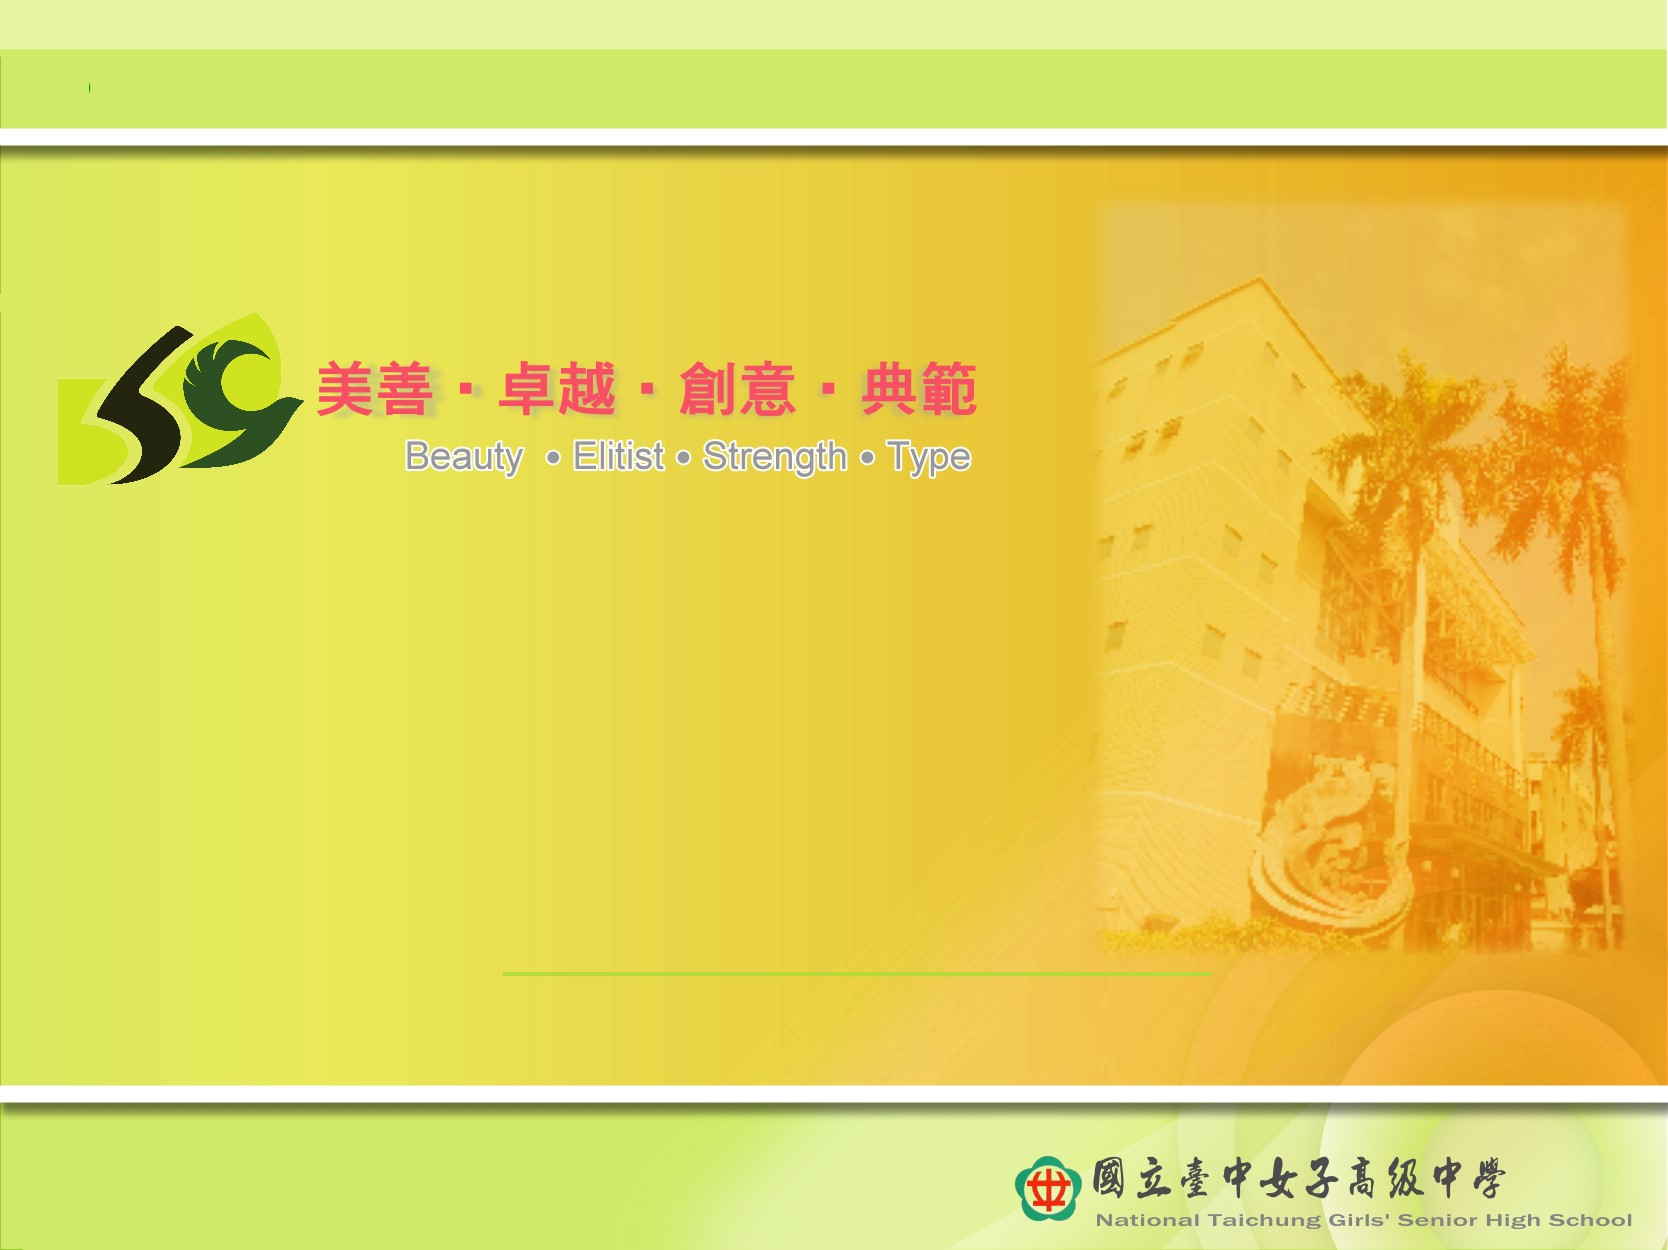 美善▪卓越▪創意▪典範
Beauty • Elitist • Strength • Type
國立臺中女子高級中學
National Taichung Girls' Senior High School